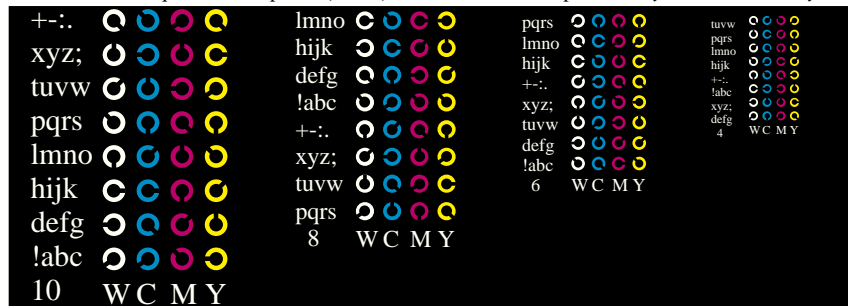 +-:.
xyz;
tuvw
pqrs
lmno
hijk
defg
!abc
10 W C M Y
lmno
hijk
defg
!abc
+-:.
xyz;
tuvw
pqrs
8 W C M Y
pqrs
lmno
hijk
+-:.
xyz;
tuvw
defg
!abc
6 W C M Y
tuvw
pqrs
lmno
hijk
+-:.
!abc
xyz;
defg
4 W C M Y